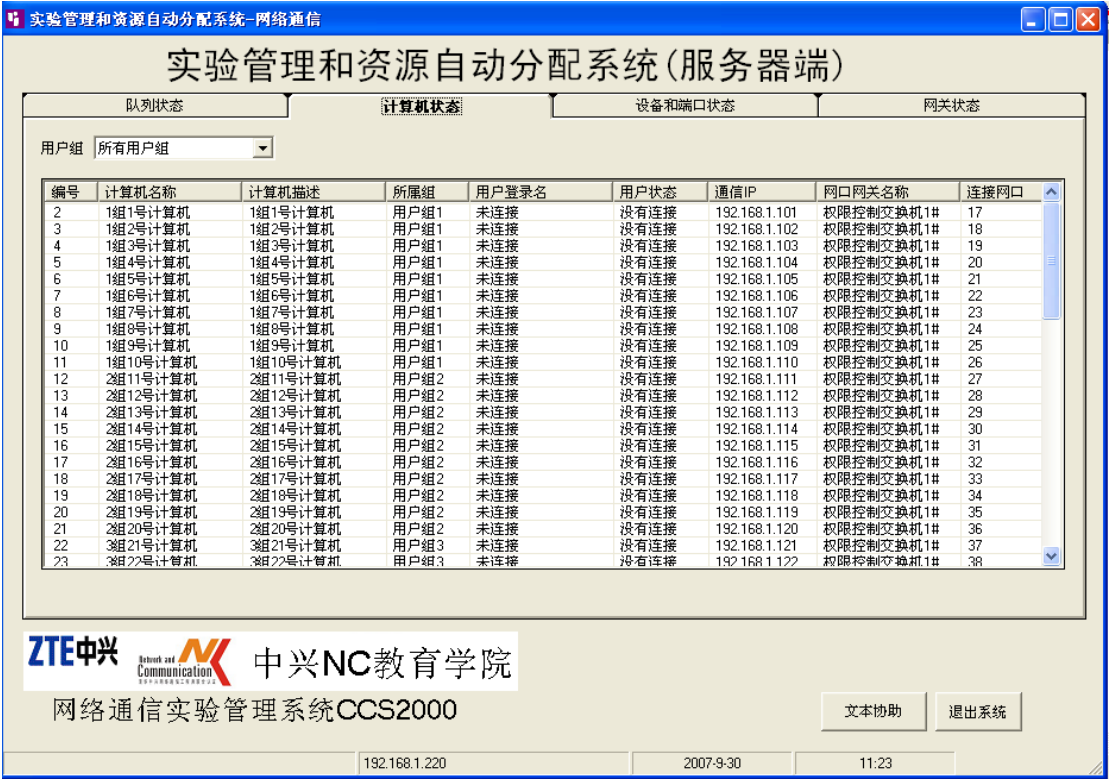 实验管理和资源自动分配系统-网络通信
实验管理和资源自动分配系统(服务器端)
队列状态 计算机状态 设备和端口状态 网关状态
用户组 所有用户组
编号 计算机名称 计算机描述 所属组 用户登录名 用户状态 通信IP 网口网关名称 连接网口
2 1组1号计算机 1组1号计算机 用户组1 未连接 没有连接 192.168.1.101 权限控制交换机1# 17
3 1组2号计算机 1组2号计算机 用户组1 未连接 没有连接 192.168.1.102 权限控制交换机1# 18
4 1组3号计算机 1组3号计算机 用户组1 未连接 没有连接 192.168.1.103 权限控制交换机1# 19
5 1组4号计算机 1组4号计算机 用户组1 未连接 没有连接 192.168.1.104 权限控制交换机1# 20
6 1组5号计算机 1组5号计算机 用户组1 未连接 没有连接 192.168.1.105 权限控制交换机1# 21
7 1组6号计算机 1组6号计算机 用户组1 未连接 没有连接 192.168.1.106 权限控制交换机1# 22
8 1组7号计算机 1组7号计算机 用户组1 未连接 没有连接 192.168.1.107 权限控制交换机1# 23
9 1组8号计算机 1组8号计算机 用户组1 未连接 没有连接 192.168.1.108 权限控制交换机1# 24
10 1组9号计算机 1组9号计算机 用户组1 未连接 没有连接 192.168.1.109 权限控制交换机1# 25
11 1组10号计算机 1组10号计算机 用户组1 未连接 没有连接 192.168.1.110 权限控制交换机1# 26
12 2组11号计算机 2组11号计算机 用户组2 未连接 没有连接 192.168.1.111 权限控制交换机1# 27
13 2组12号计算机 2组12号计算机 用户组2 未连接 没有连接 192.168.1.112 权限控制交换机1# 28
14 2组13号计算机 2组13号计算机 用户组2 未连接 没有连接 192.168.1.113 权限控制交换机1# 29
15 2组14号计算机 2组14号计算机 用户组2 未连接 没有连接 192.168.1.114 权限控制交换机1# 30
16 2组15号计算机 2组15号计算机 用户组2 未连接 没有连接 192.168.1.115 权限控制交换机1# 31
17 2组16号计算机 2组16号计算机 用户组2 未连接 没有连接 192.168.1.116 权限控制交换机1# 32
18 2组17号计算机 2组17号计算机 用户组2 未连接 没有连接 192.168.1.117 权限控制交换机1# 33
19 2组18号计算机 2组18号计算机 用户组2 未连接 没有连接 192.168.1.118 权限控制交换机1# 34
20 2组19号计算机 2组19号计算机 用户组2 未连接 没有连接 192.168.1.119 权限控制交换机1# 35
21 2组20号计算机 2组20号计算机 用户组2 未连接 没有连接 192.168.1.120 权限控制交换机1# 36
22 3组21号计算机 3组21号计算机 用户组3 未连接 没有连接 192.168.1.121 权限控制交换机1# 37
23 3组22号计算机 3组22号计算机 用户组3 未连接 没有连接 192.168.1.122 权限控制交换机1# 38
ZTE中兴 Network and Communication 中兴NC教育学院
网络通信实验管理系统CCS2000
文本协助 退出系统
192.168.1.220 2007-9-30 11:23